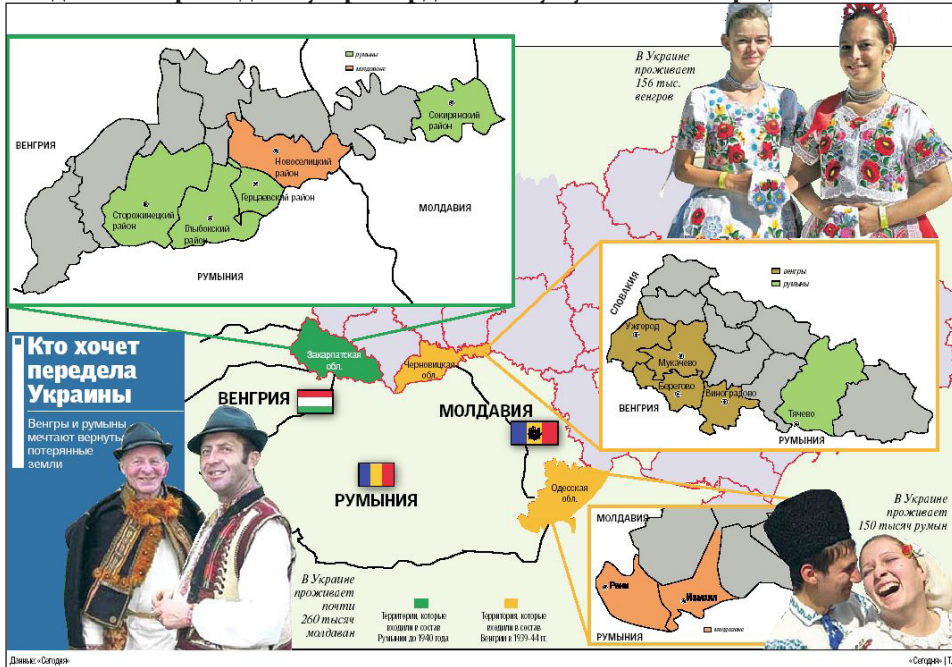 румыны
молдоване
Сокирянский
район
ВЕНГРИЯ
Новоселицкий
район
Герцаевский район
МОЛДАВИЯ
Сторожинецкий
район
Глыбокский
район
РУМЫНИЯ
В Украине
проживает
156 тыс.
венгров
венгры
румыны
СЛОВАКИЯ
Ужгород
Мукачево
Берегово
Виноградово
ВЕНГРИЯ
Тячево
РУМЫНИЯ
Закарпатская
обл.
Черновицкая
обл.
Кто хочет
передела
Украины
Венгры и румыны
мечтают вернуть
потерянные
земли
ВЕНГРИЯ
МОЛДАВИЯ
РУМЫНИЯ
Одесская
обл.
МОЛДАВИЯ
Рени
Измаил
РУМЫНИЯ
молдоване
В Украине
проживает
150 тысяч румын
В Украине
проживает
почти
260 тысяч
молдаван
Территории, которые
входили в состав
Румынии до 1940 года
Территории, которые
входили в состав
Венгрии в 1939-44 гг.
Данные «Сегодня»
«Сегодня» | Т